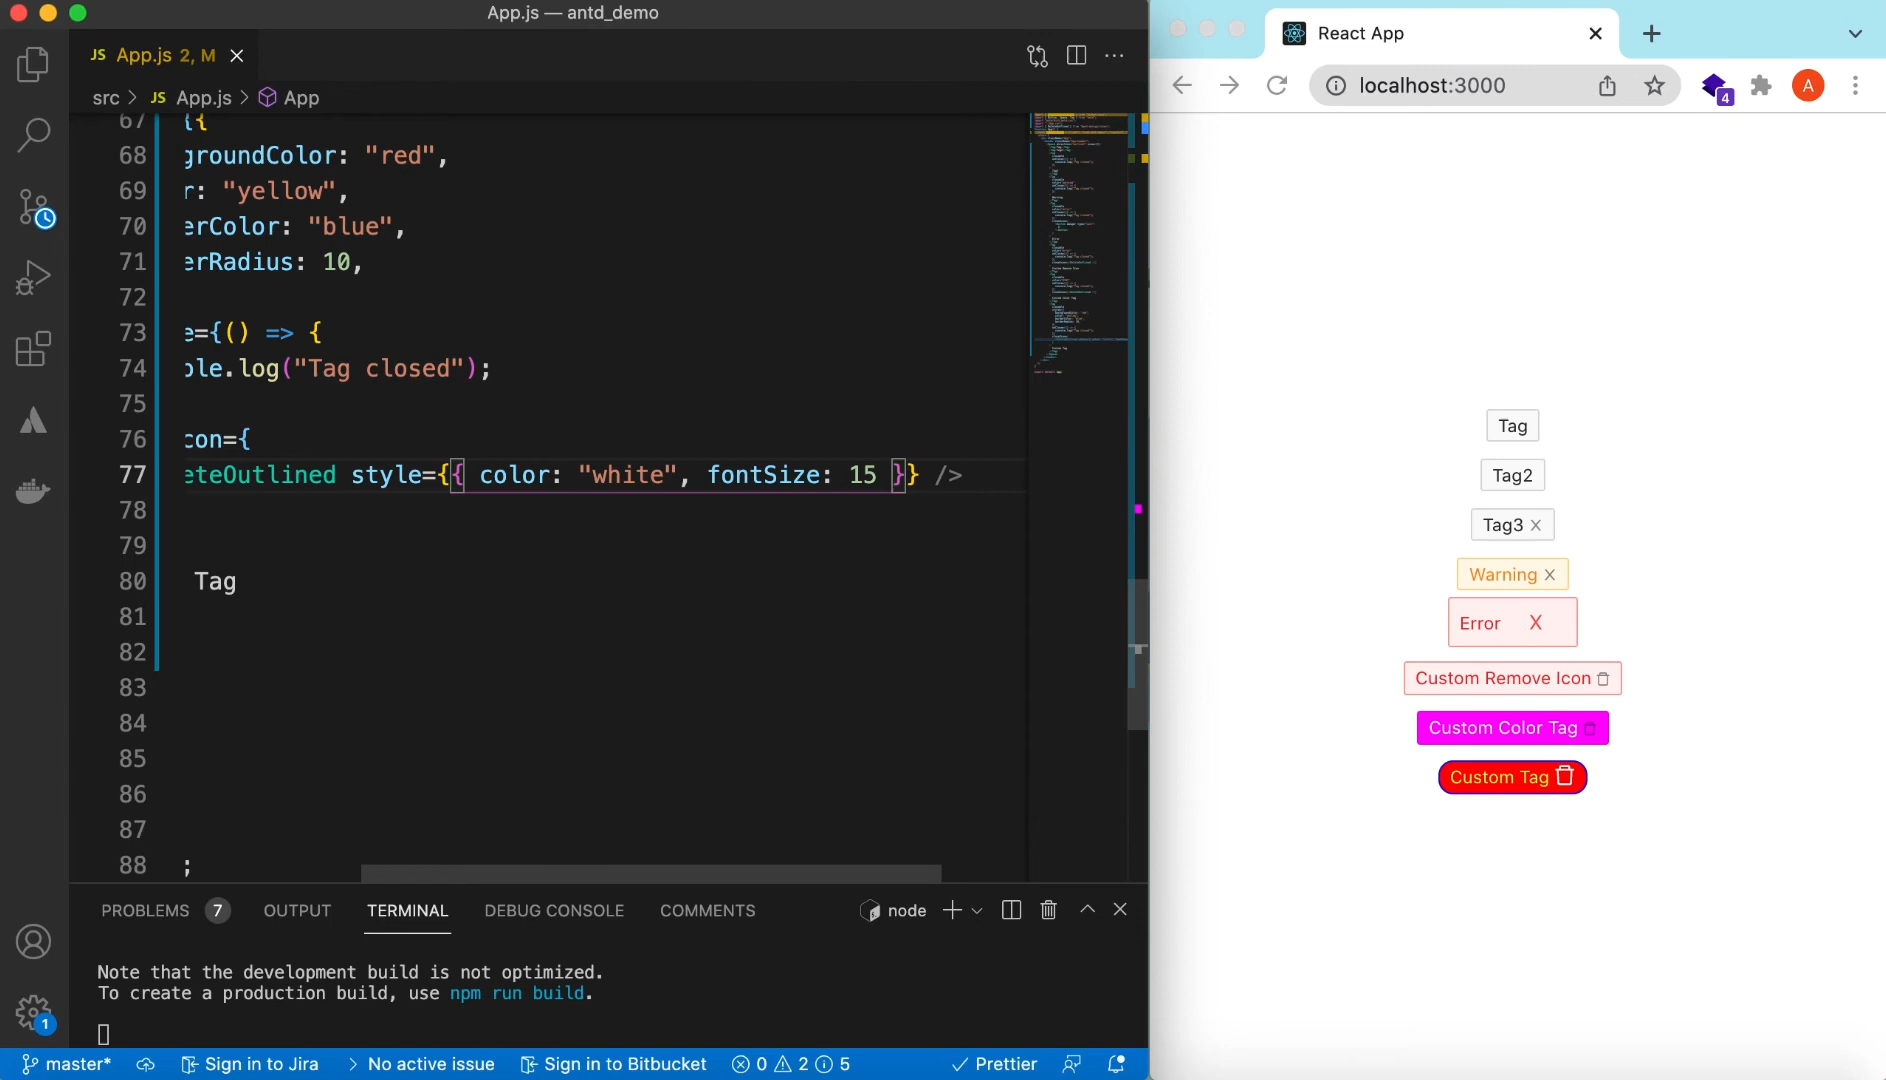 App.js — antd_demo
JS App.js 2, M
src > JS App.js > App
67 {{
68 groundColor: "red",
69 r: "yellow",
70 erColor: "blue",
71 erRadius: 10,
72
73 e={() => {
74 ole.log("Tag closed");
75
76 con={
77 eteOutlined style={{ color: "white", fontSize: 15 }} />
78
79
80 Tag
81
82
83
84
85
86
87
88 ;
PROBLEMS 7 OUTPUT TERMINAL DEBUG CONSOLE COMMENTS node
Note that the development build is not optimized.
To create a production build, use npm run build.
1
master* Sign in to Jira > No active issue Sign in to Bitbucket 0 2 5 Prettier
React App
localhost:3000
4
A
Tag
Tag2
Tag3
Warning
Error X
Custom Remove Icon
Custom Color Tag
Custom Tag